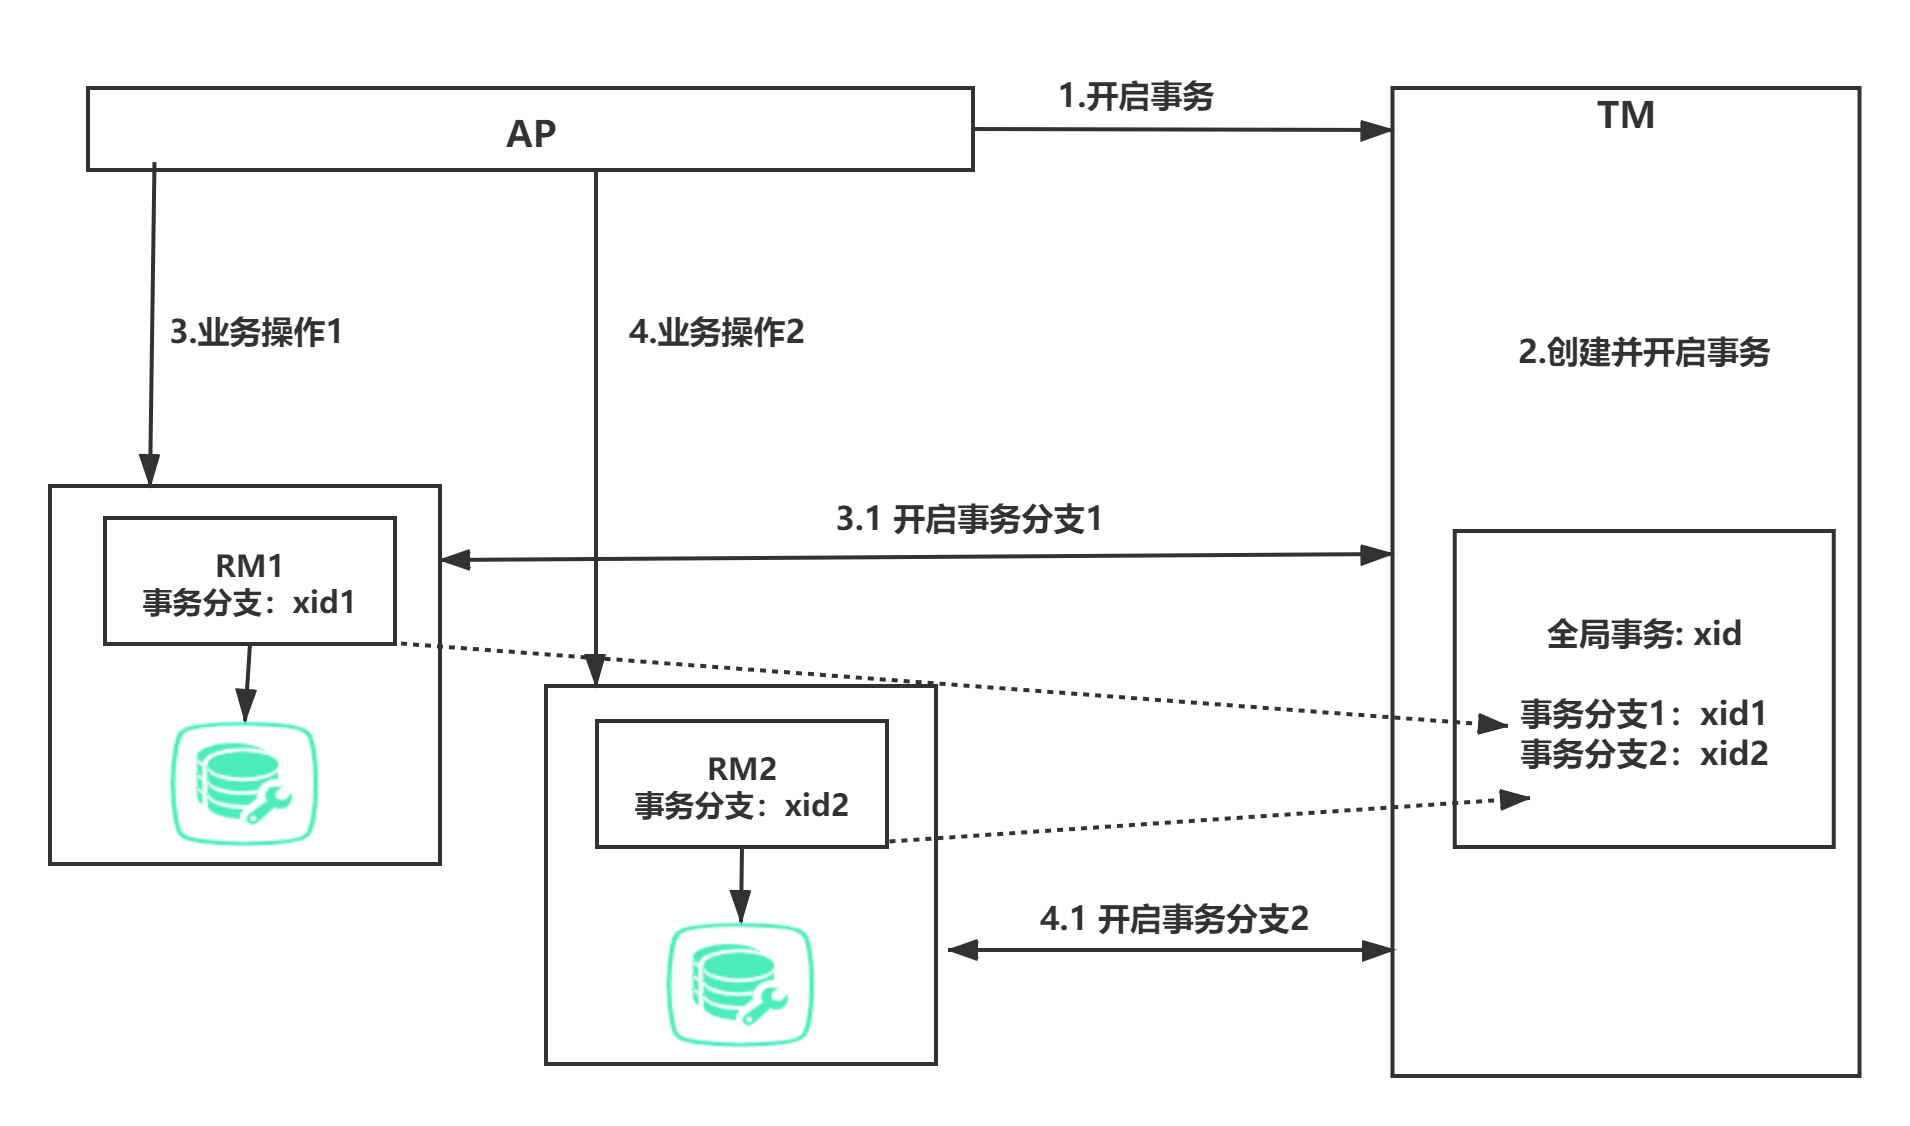 1.开启事务
AP
TM
3.业务操作1
4.业务操作2
2.创建并开启事务
3.1 开启事务分支1
RM1
事务分支：xid1
全局事务: xid
事务分支1：xid1
事务分支2：xid2
RM2
事务分支：xid2
4.1 开启事务分支2